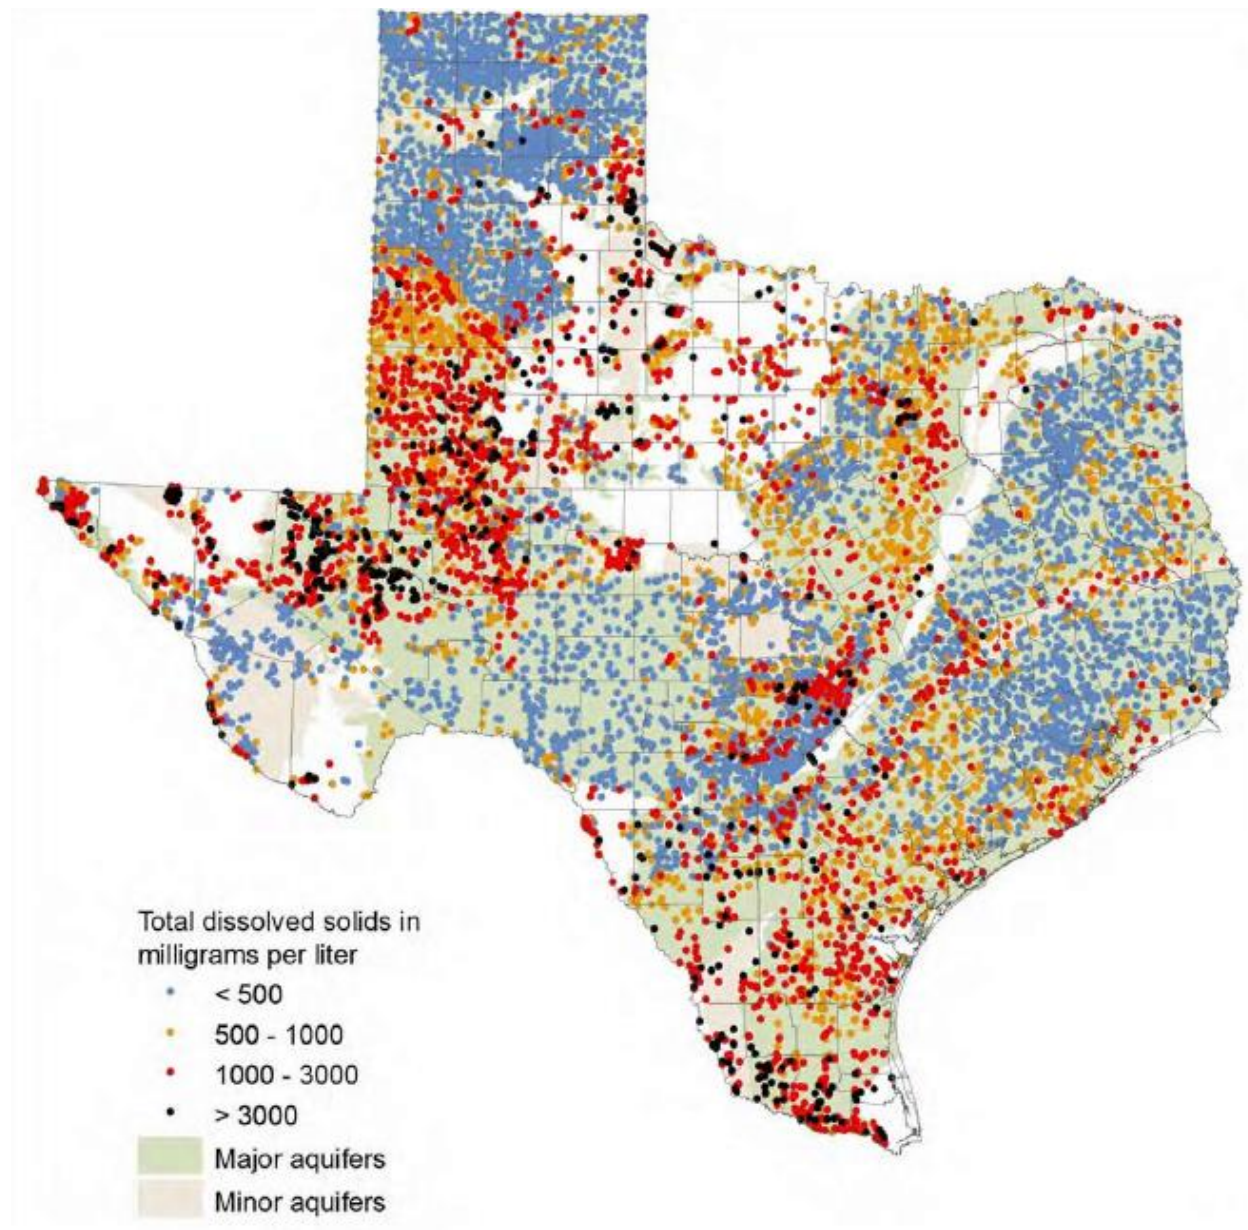 Total dissolved solids in
milligrams per liter
< 500
500 - 1000
1000 - 3000
> 3000
Major aquifers
Minor aquifers